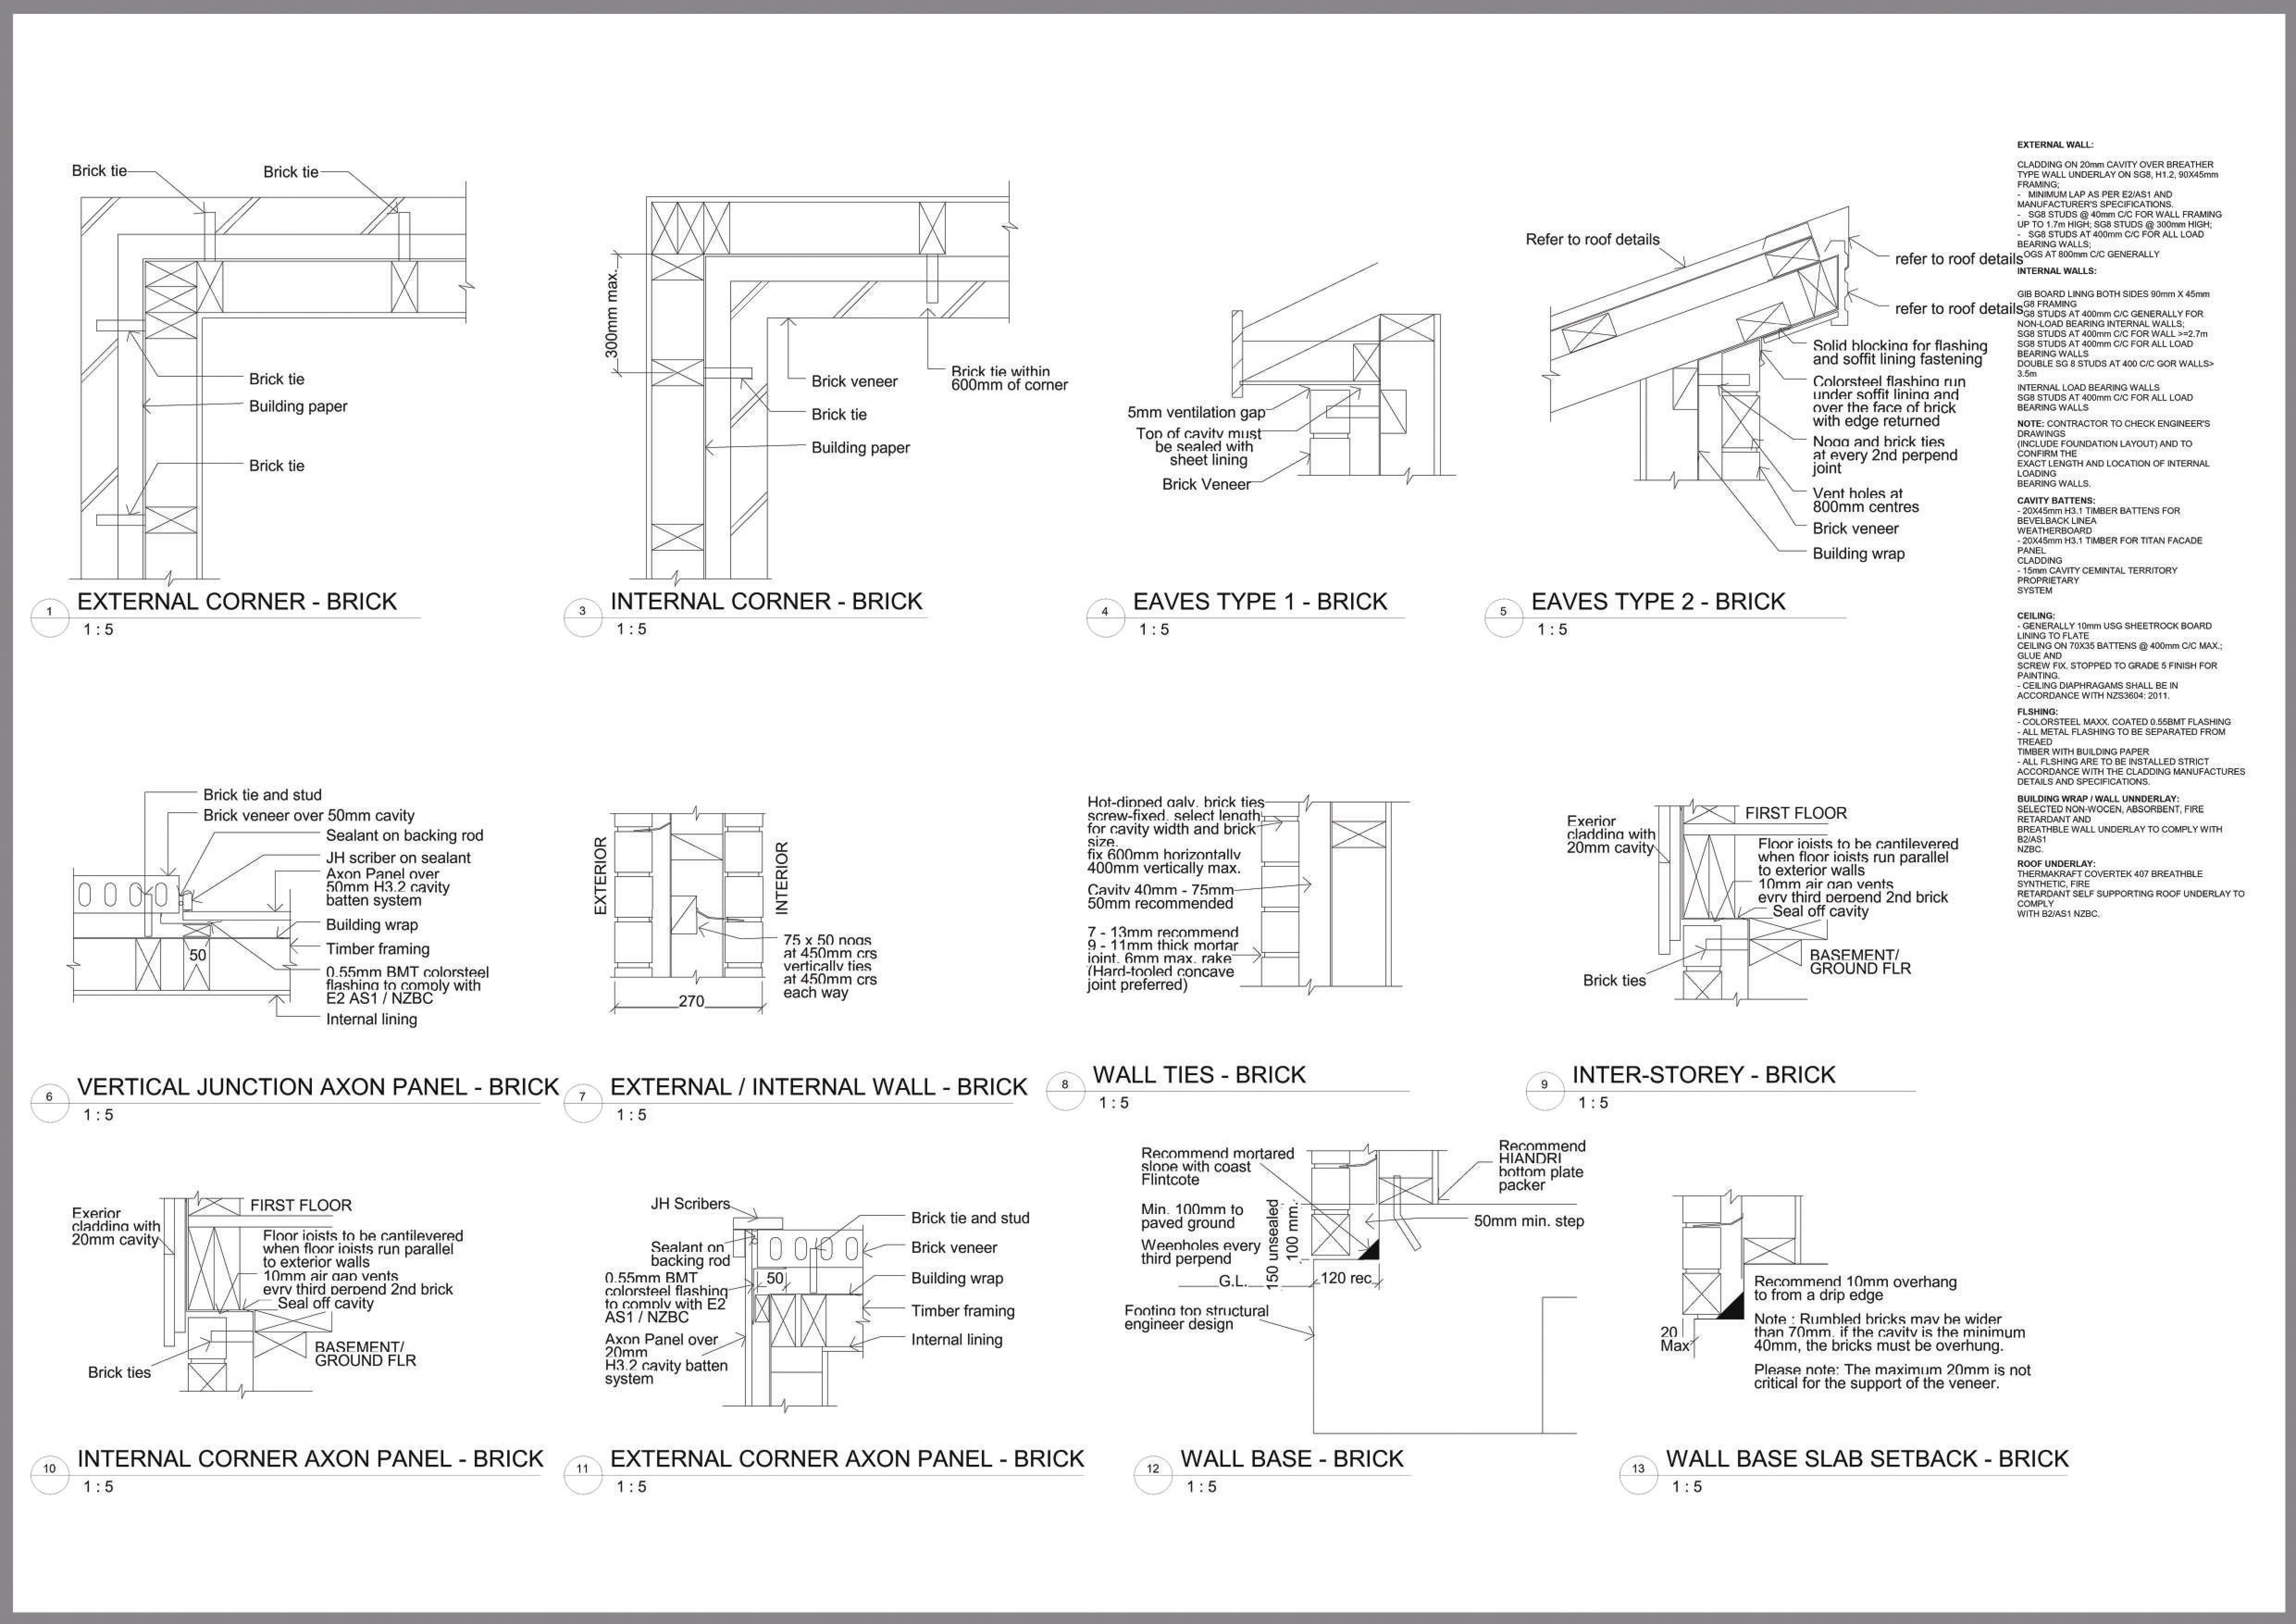 Brick tie
Brick tie
Brick tie
Building paper
Brick tie
1
EXTERNAL CORNER - BRICK
1 : 5
300mm max.
Brick veneer
Brick tie
Building paper
Brick tie within
600mm of corner
3
INTERNAL CORNER - BRICK
1 : 5
5mm ventilation gap
Top of cavity must
be sealed with
sheet lining
Brick Veneer
4
EAVES TYPE 1 - BRICK
1 : 5
Refer to roof details
refer to roof details
refer to roof details
Solid blocking for flashing
and soffit lining fastening
Colorsteel flashing run
under soffit lining and
over the face of brick
with edge returned
Nogg and brick ties
at every 2nd perpend
joint
Vent holes at
800mm centres
Brick veneer
Building wrap
5
EAVES TYPE 2 - BRICK
1 : 5
EXTERNAL WALL:
CLADDING ON 20mm CAVITY OVER BREATHER
TYPE WALL UNDERLAY ON SG8, H1.2, 90X45mm
FRAMING;
- MINIMUM LAP AS PER E2/AS1 AND
MANUFACTURER'S SPECIFICATIONS.
- SG8 STUDS @ 40mm C/C FOR WALL FRAMING
UP TO 1.7m HIGH; SG8 STUDS @ 300mm HIGH;
- SG8 STUDS AT 400mm C/C FOR ALL LOAD
BEARING WALLS;
OGS AT 800mm C/C GENERALLY
INTERNAL WALLS:
GIB BOARD LINNG BOTH SIDES 90mm X 45mm
G8 FRAMING
G8 STUDS AT 400mm C/C GENERALLY FOR
NON-LOAD BEARING INTERNAL WALLS;
SG8 STUDS AT 400mm C/C FOR WALL >=2.7m
SG8 STUDS AT 400mm C/C FOR ALL LOAD
BEARING WALLS
DOUBLE SG 8 STUDS AT 400 C/C GOR WALLS>
3.5m
INTERNAL LOAD BEARING WALLS
SG8 STUDS AT 400mm C/C FOR ALL LOAD
BEARING WALLS
NOTE: CONTRACTOR TO CHECK ENGINEER'S
DRAWINGS
(INCLUDE FOUNDATION LAYOUT) AND TO
CONFIRM THE
EXACT LENGTH AND LOCATION OF INTERNAL
LOADING
BEARING WALLS.
CAVITY BATTENS:
- 20X45mm H3.1 TIMBER BATTENS FOR
BEVELBACK LINEA
WEATHERBOARD
- 20X45mm H3.1 TIMBER FOR TITAN FACADE
PANEL
CLADDING
- 15mm CAVITY CEMINTAL TERRITORY
PROPRIETARY
SYSTEM
CEILING:
- GENERALLY 10mm USG SHEETROCK BOARD
LINING TO FLATE
CEILING ON 70X35 BATTENS @ 400mm C/C MAX.;
GLUE AND
SCREW FIX. STOPPED TO GRADE 5 FINISH FOR
PAINTING.
- CEILING DIAPHRAGAMS SHALL BE IN
ACCORDANCE WITH NZS3604: 2011.
FLSHING:
- COLORSTEEL MAXX. COATED 0.55BMT FLASHING
- ALL METAL FLASHING TO BE SEPARATED FROM
TREAED
TIMBER WITH BUILDING PAPER
- ALL FLSHING ARE TO BE INSTALLED STRICT
ACCORDANCE WITH THE CLADDING MANUFACTURES
DETAILS AND SPECIFICATIONS.
BUILDING WRAP / WALL UNNDERLAY:
SELECTED NON-WOCEN, ABSORBENT, FIRE
RETARDANT AND
BREATHBLE WALL UNDERLAY TO COMPLY WITH
B2/AS1
NZBC.
ROOF UNDERLAY:
THERMAKRAFT COVERTEK 407 BREATHBLE
SYNTHETIC, FIRE
RETARDANT SELF SUPPORTING ROOF UNDERLAY TO
COMPLY
WITH B2/AS1 NZBC.
Brick tie and stud
Brick veneer over 50mm cavity
Sealant on backing rod
JH scriber on sealant
Axon Panel over
50mm H3.2 cavity
batten system
Building wrap
Timber framing
50
0.55mm BMT colorsteel
flashing to comply with
E2 AS1 / NZBC
Internal lining
6
VERTICAL JUNCTION AXON PANEL - BRICK
1 : 5
EXTERIOR
INTERIOR
75 x 50 nogs
at 450mm crs
vertically ties
at 450mm crs
each way
270
7
EXTERNAL / INTERNAL WALL - BRICK
1 : 5
Hot-dipped galv. brick ties
screw-fixed, select length
for cavity width and brick
size.
fix 600mm horizontally
400mm vertically max.
Cavity 40mm - 75mm
50mm recommended
7 - 13mm recommend
9 - 11mm thick mortar
joint. 6mm max. rake
(Hard-tooled concave
joint preferred)
8
WALL TIES - BRICK
1 : 5
Exerior
cladding with
20mm cavity
FIRST FLOOR
Floor joists to be cantilevered
when floor joists run parallel
to exterior walls
10mm air gap vents
evry third perpend 2nd brick
Seal off cavity
BASEMENT/
GROUND FLR
Brick ties
9
INTER-STOREY - BRICK
1 : 5
Exerior
cladding with
20mm cavity
FIRST FLOOR
Floor joists to be cantilevered
when floor joists run parallel
to exterior walls
10mm air gap vents
evry third perpend 2nd brick
Seal off cavity
BASEMENT/
GROUND FLR
Brick ties
10
INTERNAL CORNER AXON PANEL - BRICK
1 : 5
JH Scribers
Sealant on
backing rod
0.55mm BMT
colorsteel flashing
to comply with E2
AS1 / NZBC
Axon Panel over
20mm
H3.2 cavity batten
system
50
Brick tie and stud
Brick veneer
Building wrap
Timber framing
Internal lining
11
EXTERNAL CORNER AXON PANEL - BRICK
1 : 5
Recommend mortared
slope with coast
Flintcote
Min. 100mm to
paved ground
Weepholes every
third perpend
G.L.
150 unsealed
100 mm.
120 rec
Footing top structural
engineer design
Recommend
HIANDRI
bottom plate
packer
50mm min. step
12
WALL BASE - BRICK
1 : 5
20
Max
Recommend 10mm overhang
to from a drip edge
Note : Rumbled bricks may be wider
than 70mm. if the cavity is the minimum
40mm, the bricks must be overhung.
Please note: The maximum 20mm is not
critical for the support of the veneer.
13
WALL BASE SLAB SETBACK - BRICK
1 : 5